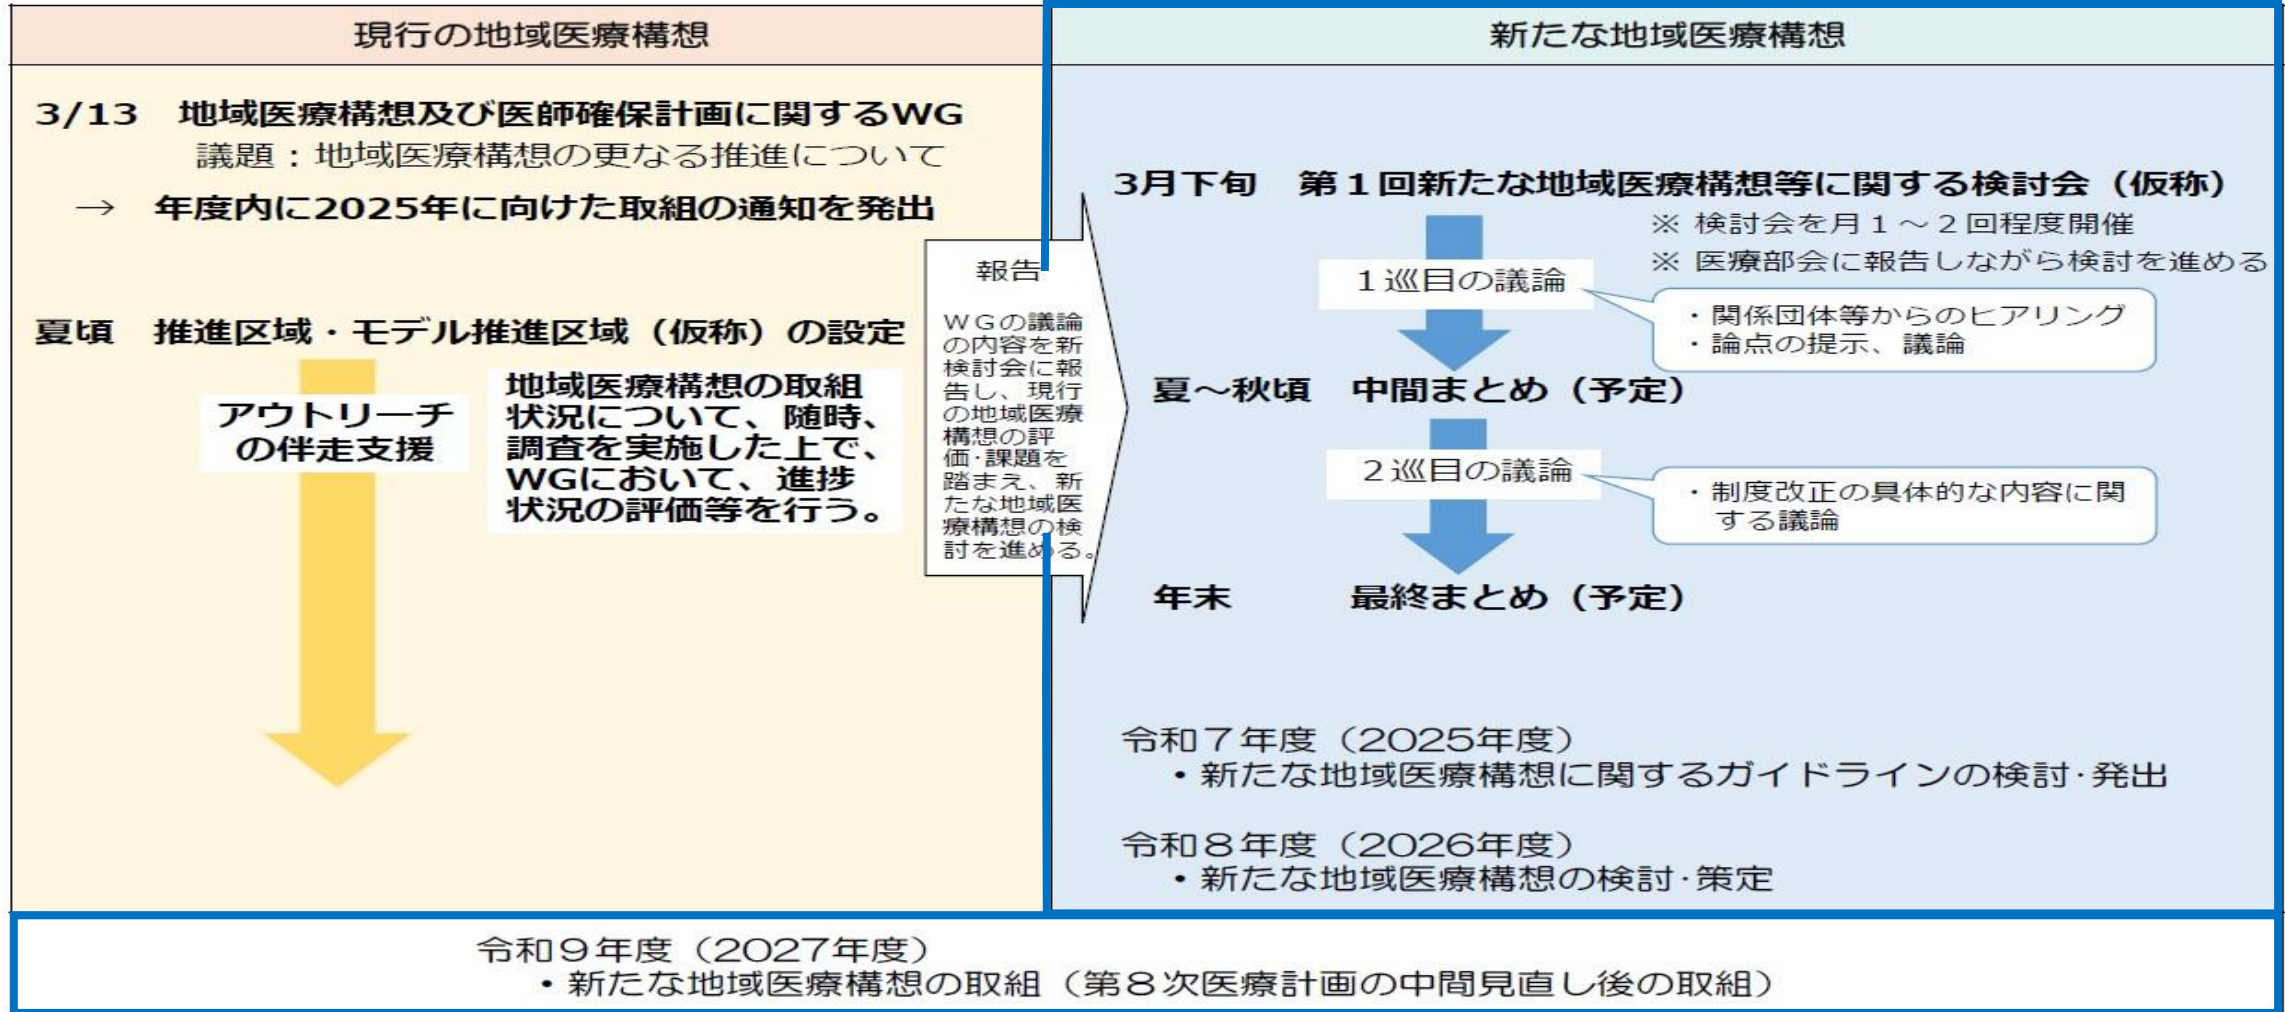 現行の地域医療構想
3/13 地域医療構想及び医師確保計画に関するWG
議題：地域医療構想の更なる推進について
→ 年度内に2025年に向けた取組の通知を発出
夏頃 推進区域・モデル推進区域（仮称）の設定
アウトリーチ
の伴走支援
地域医療構想の取組
状況について、随時、
調査を実施した上で、
WGにおいて、進捗
状況の評価等を行う。
報告
ＷＧの議論
の内容を新
検討会に報
告し、現行
の地域医療
構想の評
価・課題を
踏まえ、新
たな地域医
療構想の検
討を進める。
新たな地域医療構想
3月下旬 第１回新たな地域医療構想等に関する検討会（仮称）
※ 検討会を月１～２回程度開催
※ 医療部会に報告しながら検討を進める
１巡目の議論
・関係団体等からのヒアリング
・論点の提示、議論
夏～秋頃 中間まとめ（予定）
２巡目の議論
・制度改正の具体的な内容に関
する議論
年末 最終まとめ（予定）
令和７年度（2025年度）
・新たな地域医療構想に関するガイドラインの検討・発出
令和８年度（2026年度）
・新たな地域医療構想の検討・策定
令和９年度（2027年度）
・新たな地域医療構想の取組（第８次医療計画の中間見直し後の取組）